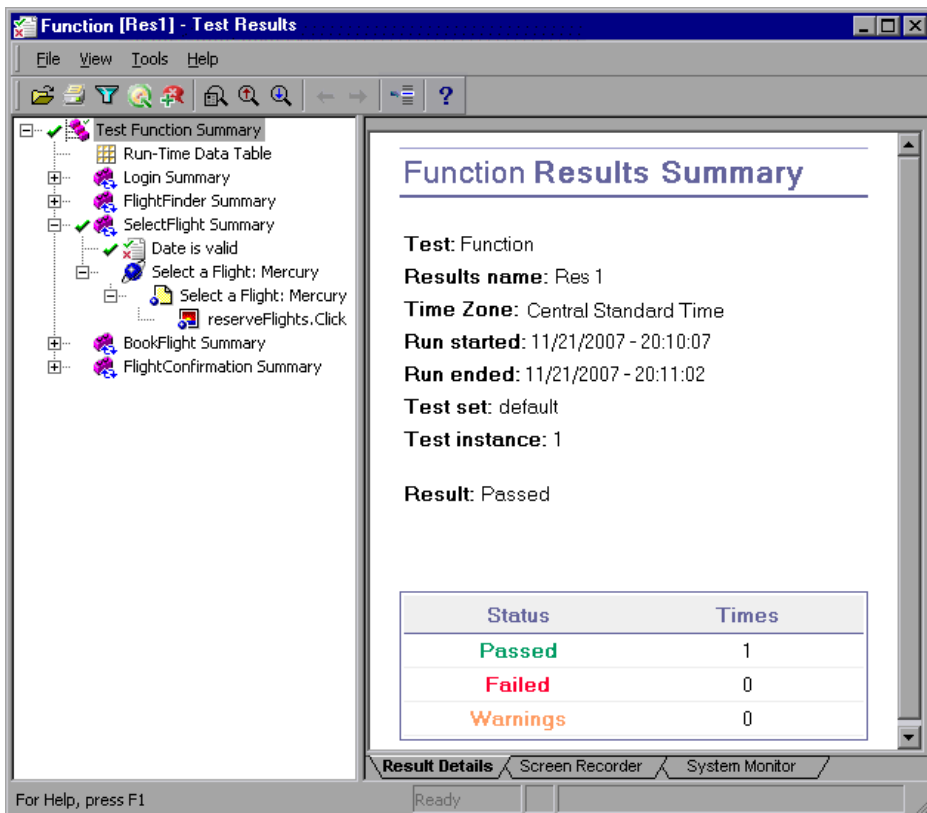 Function [Res1] - Test Results
File View Tools Help
Test Function Summary
Run-Time Data Table
Login Summary
FlightFinder Summary
SelectFlight Summary
Date is valid
Select a Flight: Mercury
Select a Flight: Mercury
reserveFlights.Click
BookFlight Summary
FlightConfirmation Summary
Function Results Summary
Test: Function
Results name: Res 1
Time Zone: Central Standard Time
Run started: 11/21/2007 - 20:10:07
Run ended: 11/21/2007 - 20:11:02
Test set: default
Test instance: 1
Result: Passed
Status Times
Passed 1
Failed 0
Warnings 0
Result Details Screen Recorder System Monitor
For Help, press F1 Ready